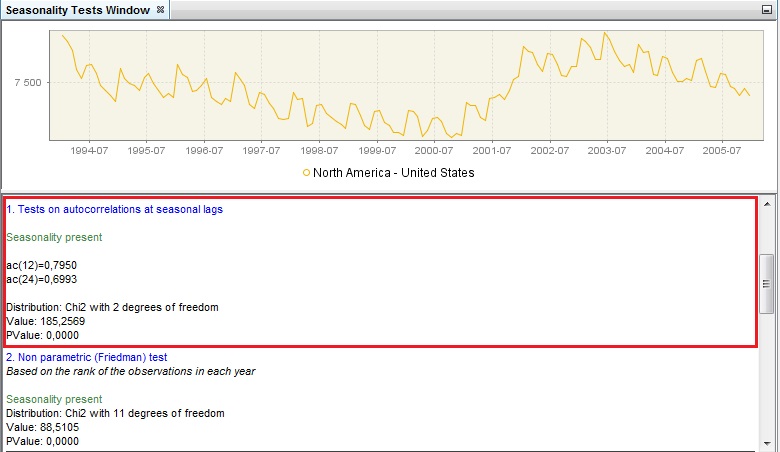 Seasonality Tests Window
7 500
1994-07 1995-07 1996-07 1997-07 1998-07 1999-07 2000-07 2001-07 2002-07 2003-07 2004-07 2005-07
North America - United States
1. Tests on autocorrelations at seasonal lags
Seasonality present
ac(12)=0,7950
ac(24)=0,6993
Distribution: Chi2 with 2 degrees of freedom
Value: 185,2569
PValue: 0,0000
2. Non parametric (Friedman) test
Based on the rank of the observations in each year
Seasonality present
Distribution: Chi2 with 11 degrees of freedom
Value: 88,5105
PValue: 0,0000